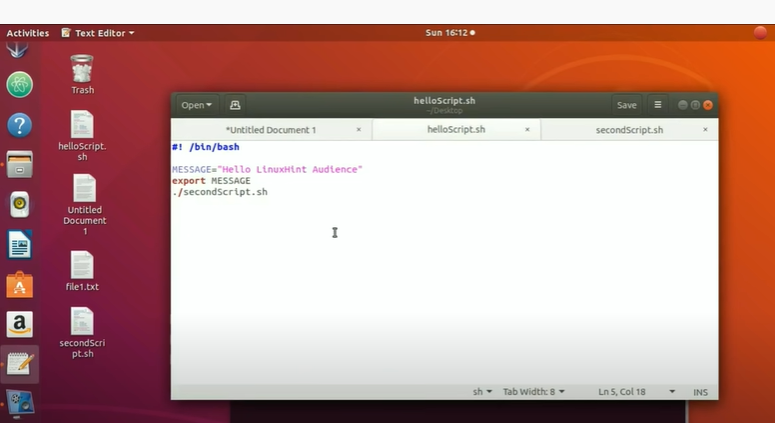 Activities Text Editor Sun 16:12
Trash
helloScript.
sh
Untitled
Document
1
file1.txt
secondScri
pt.sh
Open helloScript.sh Save
~/Desktop
*Untitled Document 1 helloScript.sh secondScript.sh
#! /bin/bash
MESSAGE="Hello LinuxHint Audience"
export MESSAGE
./secondScript.sh
sh Tab Width: 8 Ln 5, Col 18 INS